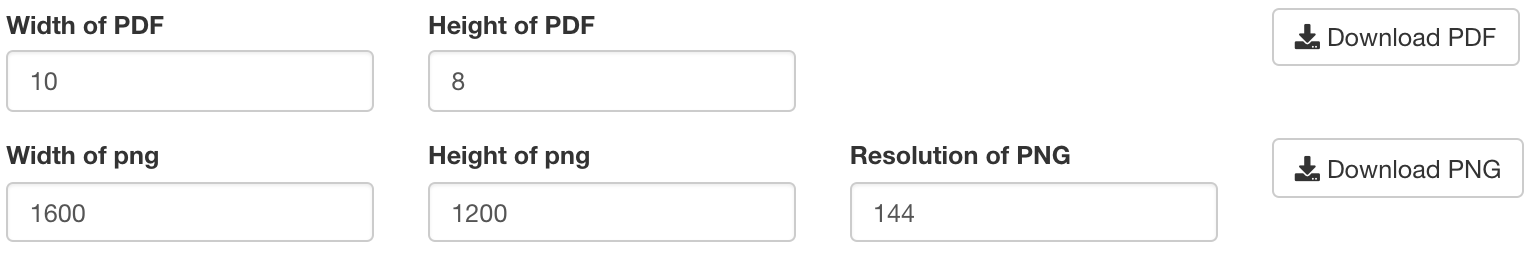 Width of PDF Height of PDF Download PDF
10 8
Width of png Height of png Resolution of PNG Download PNG
1600 1200 144